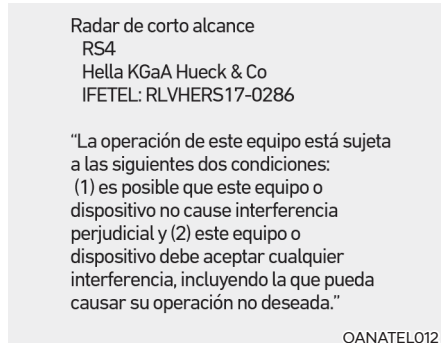 Radar de corto alcance
RS4
Hella KGaA Hueck & Co
IFETEL: RLVHERS17-0286
“La operación de este equipo está sujeta
a las siguientes dos condiciones:
(1) es posible que este equipo o
dispositivo no cause interferencia
perjudicial y (2) este equipo o
dispositivo debe aceptar cualquier
interferencia, incluyendo la que pueda
causar su operación no deseada.”
OANATEL012